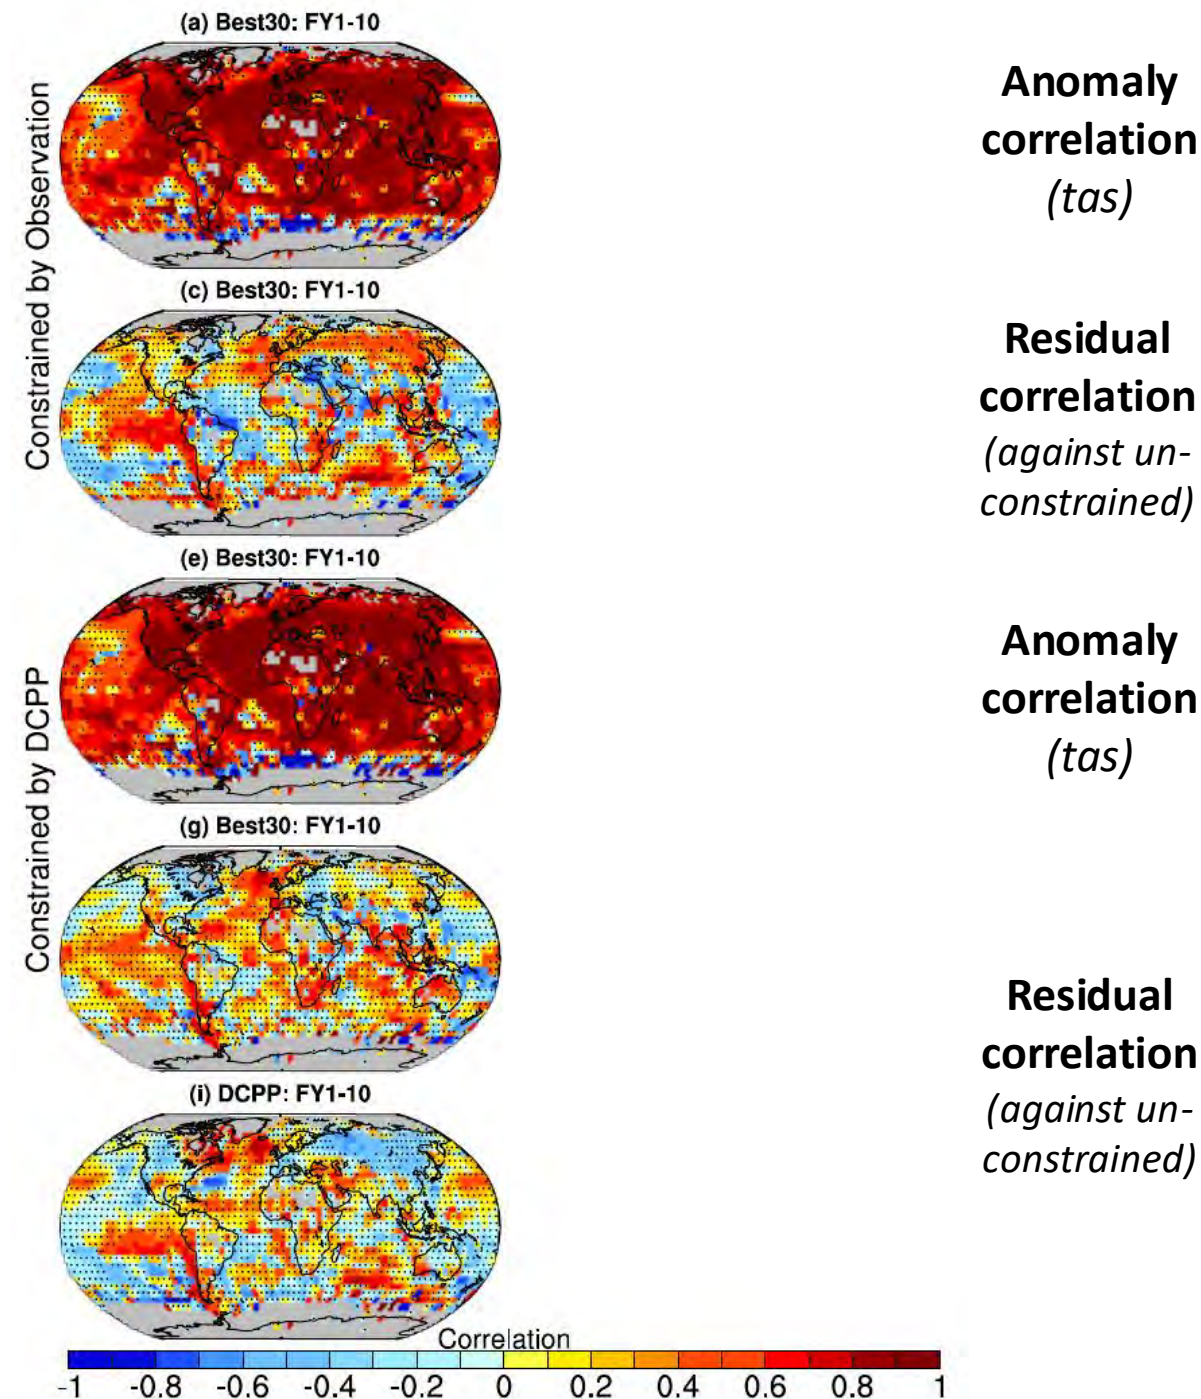 (a) Best30: FY1-10
Constrained by Observation
Anomaly
correlation
(tas)
(c) Best30: FY1-10
Residual
correlation
(against un-
constrained)
(e) Best30: FY1-10
Constrained by DCPP
Anomaly
correlation
(tas)
(g) Best30: FY1-10
Residual
correlation
(against un-
constrained)
(i) DCPP: FY1-10
Correlation
-1 -0.8 -0.6 -0.4 -0.2 0 0.2 0.4 0.6 0.8 1